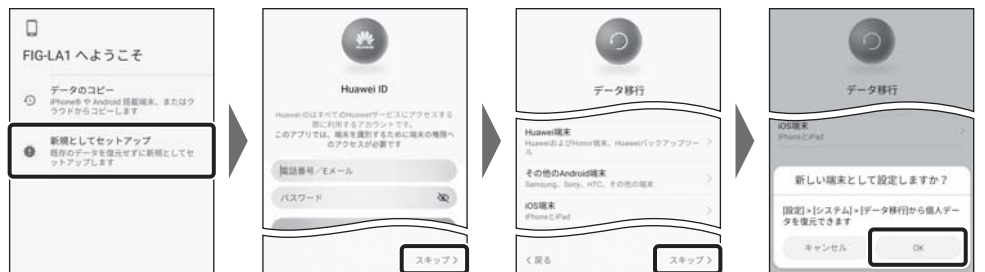 FIG-LA1 へようこそ
データのコピー
iPhone® や Android 搭載端末、またはク
ラウドからコピーします
新規としてセットアップ
既存のデータを復元せずに新規としてセ
ットアップします
Huawei ID
Huawei IDはすべてのHuaweiサービスにアクセスする
際に利用するアカウントです。
このアプリでは、端末を識別するために端末の権限へ
のアクセスが必要です
電話番号／Eメール
パスワード
スキップ >
データ移行
Huawei端末
HuaweiおよびHonor端末、Huaweiバックアップツー
ル
その他のAndroid端末
Samsung、Sony、HTC、その他の端末
iOS端末
iPhoneとiPad
< 戻る
スキップ >
データ移行
iOS端末
iPhoneとiPad
新しい端末として設定しますか？
[設定] > [システム] > [データ移行]から個人デー
タを復元できます
キャンセル
OK